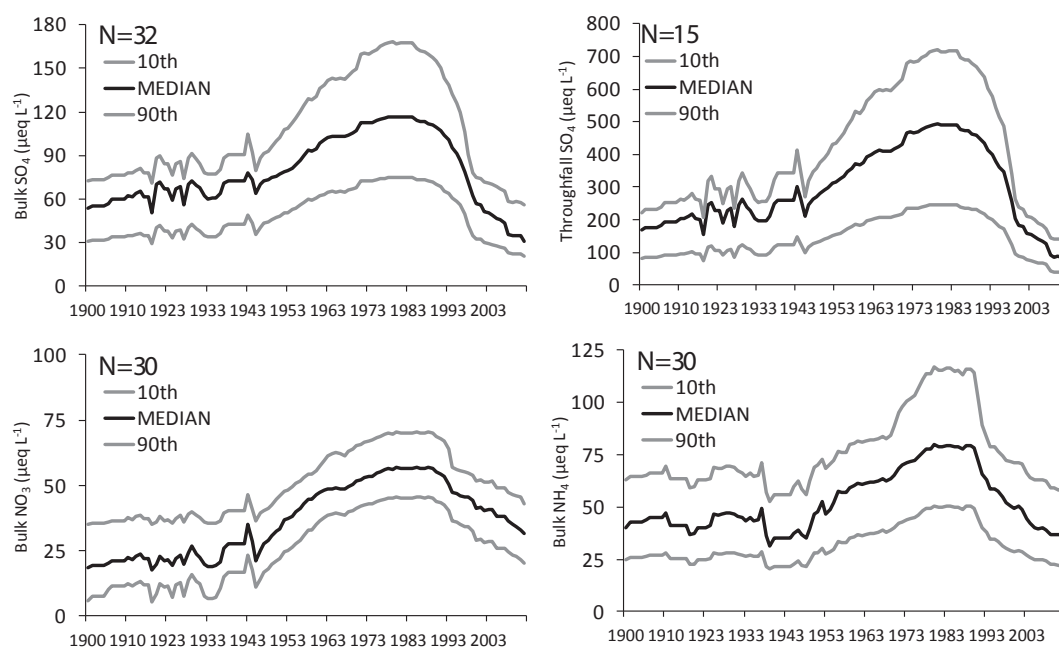 180
150
120
90
60
30
0
Bulk SO4 (µeq L-1)
N=32
10th
MEDIAN
90th
1900 1910 1923 1933 1943 1953 1963 1973 1983 1993 2003
800
700
600
500
400
300
200
100
0
Throughfall SO4 (µeq L-1)
N=15
10th
MEDIAN
90th
1900 1910 1923 1933 1943 1953 1963 1973 1983 1993 2003
100
75
50
25
0
Bulk NO3 (µeq L-1)
N=30
10th
MEDIAN
90th
1900 1910 1923 1933 1943 1953 1963 1973 1983 1993 2003
125
100
75
50
25
0
Bulk NH4 (µeq L-1)
N=30
10th
MEDIAN
90th
1900 1910 1923 1933 1943 1953 1963 1973 1983 1993 2003